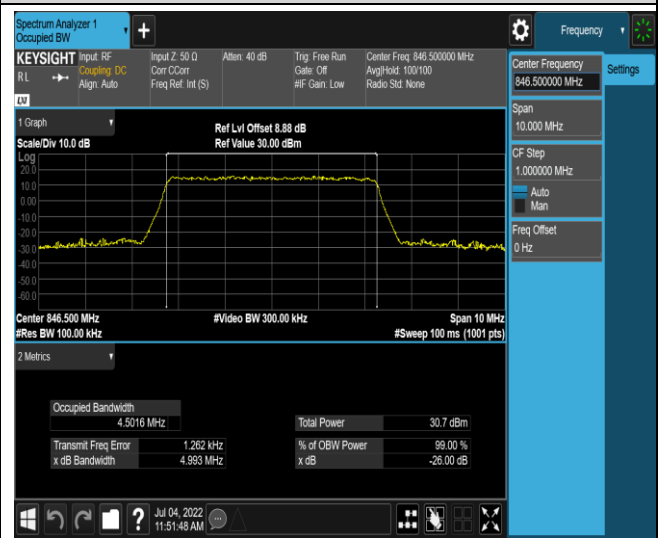 Spectrum Analyzer 1
Occupied BW
+
Frequency
KEYSIGHT
RL
LXI
Input: RF
Coupling: DC
Align: Auto
Input Z: 50 Ω
Corr CCorr
Freq Ref: Int (S)
Atten: 40 dB
Trig: Free Run
Gate: Off
#IF Gain: Low
Center Freq: 846.500000 MHz
Avg|Hold: 100/100
Radio Std: None
Center Frequency
846.500000 MHz
Settings
Span
10.000 MHz
CF Step
1.000000 MHz
Auto
Man
Freq Offset
0 Hz
1 Graph
Scale/Div 10.0 dB
Ref Lvl Offset 8.88 dB
Ref Value 30.00 dBm
Log
20.0
10.0
0.00
-10.0
-20.0
-30.0
-40.0
-50.0
-60.0
Center 846.500 MHz
#Video BW 300.00 kHz
Span 10 MHz
#Res BW 100.00 kHz
#Sweep 100 ms (1001 pts)
2 Metrics
Occupied Bandwidth
4.5016 MHz
Total Power 30.7 dBm
Transmit Freq Error 1.262 kHz
% of OBW Power 99.00 %
x dB Bandwidth 4.993 MHz
x dB -26.00 dB
?
Jul 04, 2022
11:51:48 AM